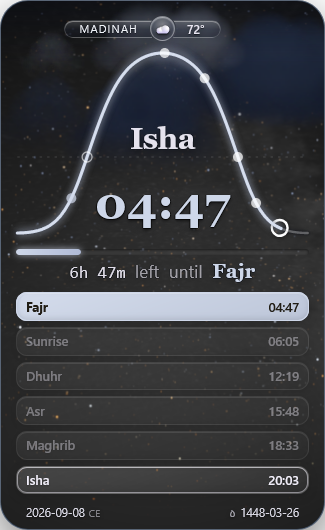 MADINAH 72°
Isha
04:47
6h 47m left until Fajr
Fajr 04:47
Sunrise 06:05
Dhuhr 12:19
Asr 15:48
Maghrib 18:33
Isha 20:03
2026-09-08 CE ه 1448-03-26